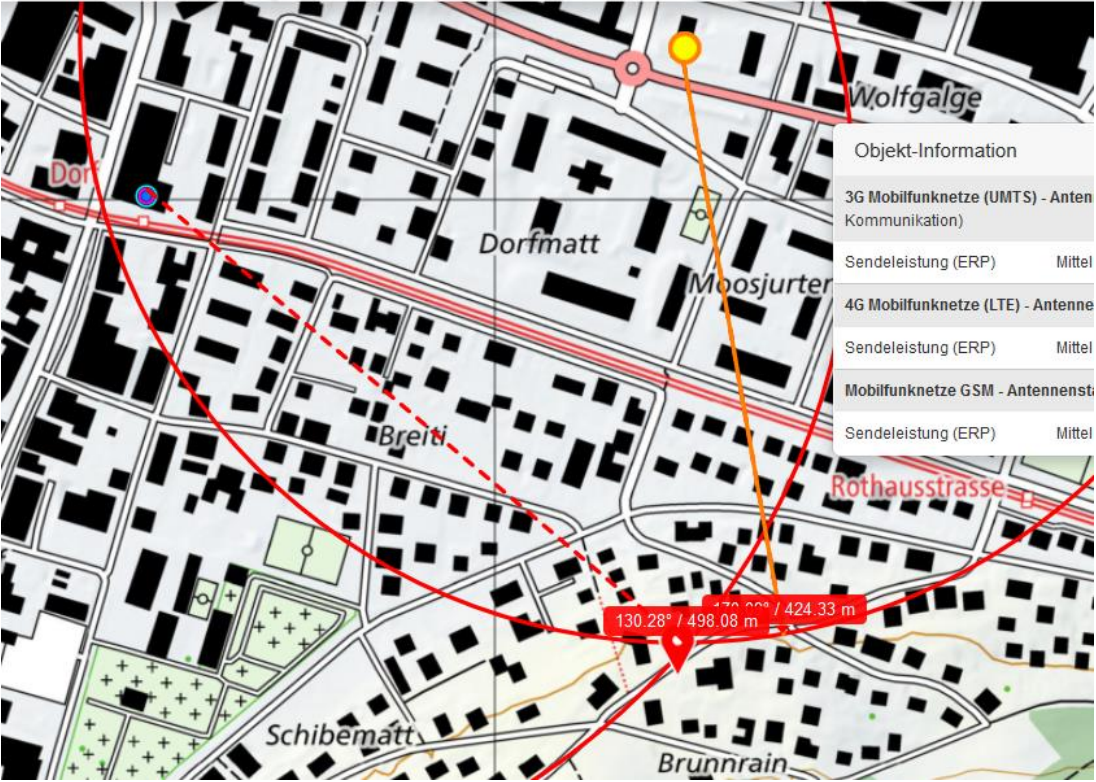 Wolfgalge
Objekt-Information
Dorf
3G Mobilfunknetze (UMTS) - Anten
Kommunikation)
Dorfmatt
Sendeleistung (ERP) Mittel
Moosjurten
4G Mobilfunknetze (LTE) - Antenne
Sendeleistung (ERP) Mittel
Mobilfunknetze GSM - Antennensta
Breiti
Sendeleistung (ERP) Mittel
Rothausstrasse
/ 424.33 m
130.28° / 498.08 m
Schibematt
Brunnrain